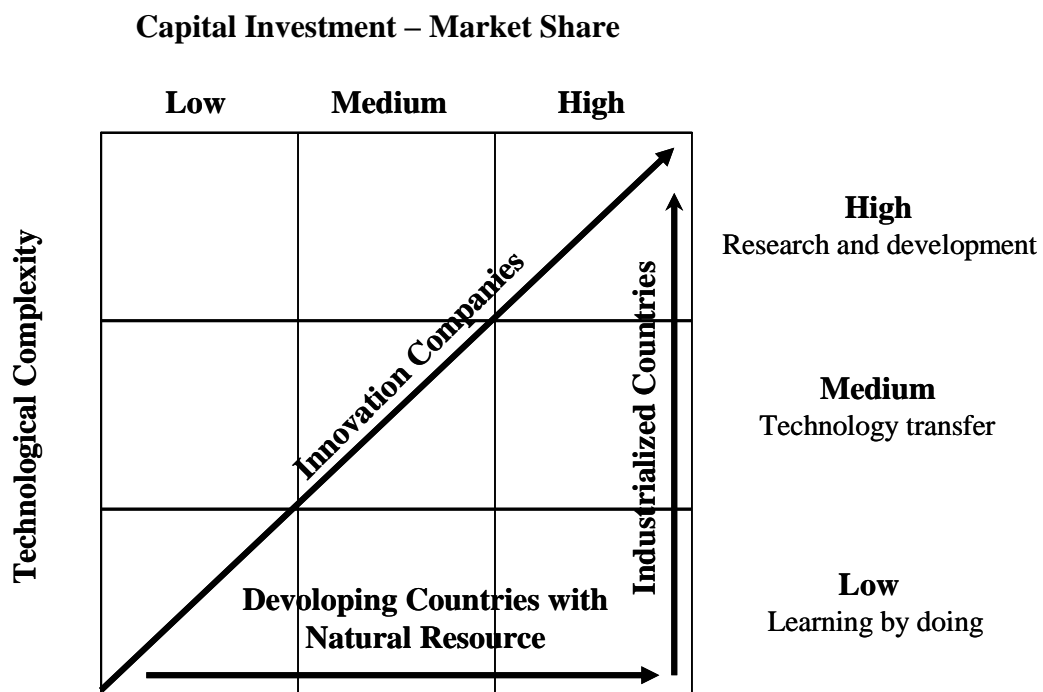 Capital Investment – Market Share
Low Medium High
Technological Complexity
Innovation Companies
Industrialized Countries
Devoloping Countries with
Natural Resource
High
Research and development
Medium
Technology transfer
Low
Learning by doing